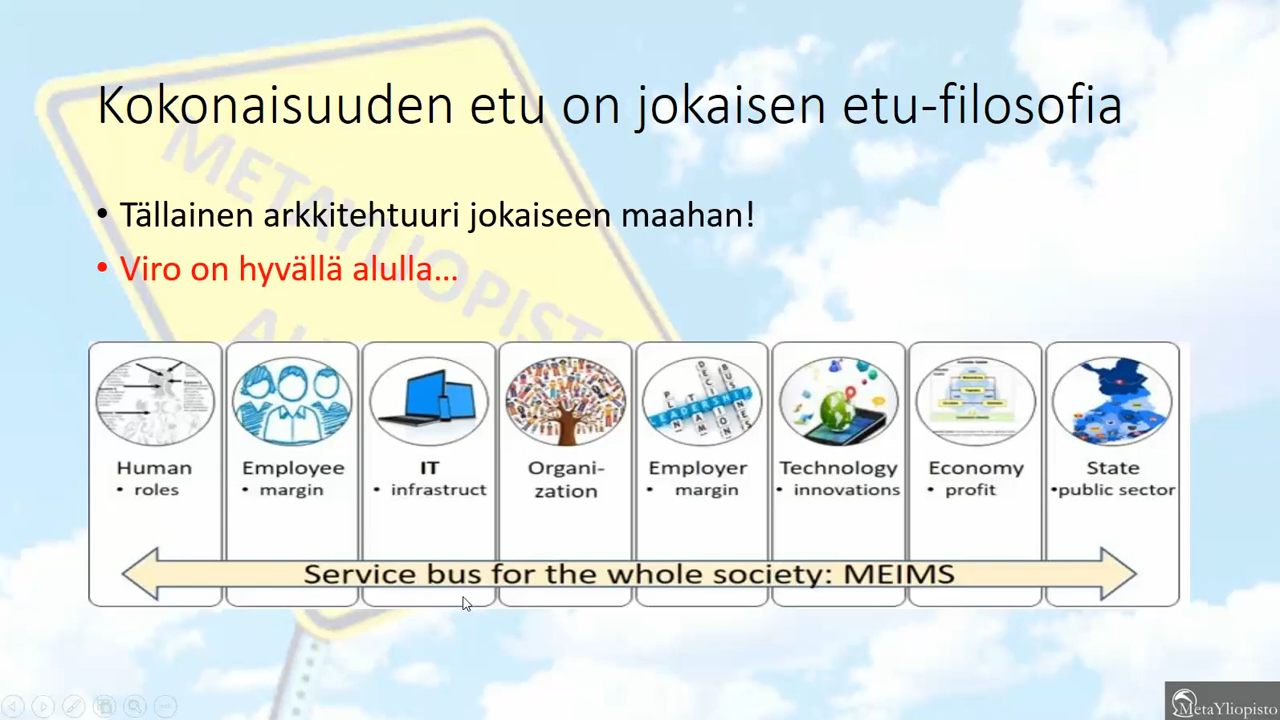 Kokonaisuuden etu on jokaisen etu-filosofia
• Tällainen arkkitehtuuri jokaiseen maahan!
• Viro on hyvällä alulla...
METAYLIOPISTO
Human
• roles
Employee
• margin
IT
• infrastruct
Organi-
zation
LEADERSHIP
Employer
• margin
Technology
• innovations
Economy
• profit
State
•public sector
Service bus for the whole society: MEIMS
MetaYliopisto